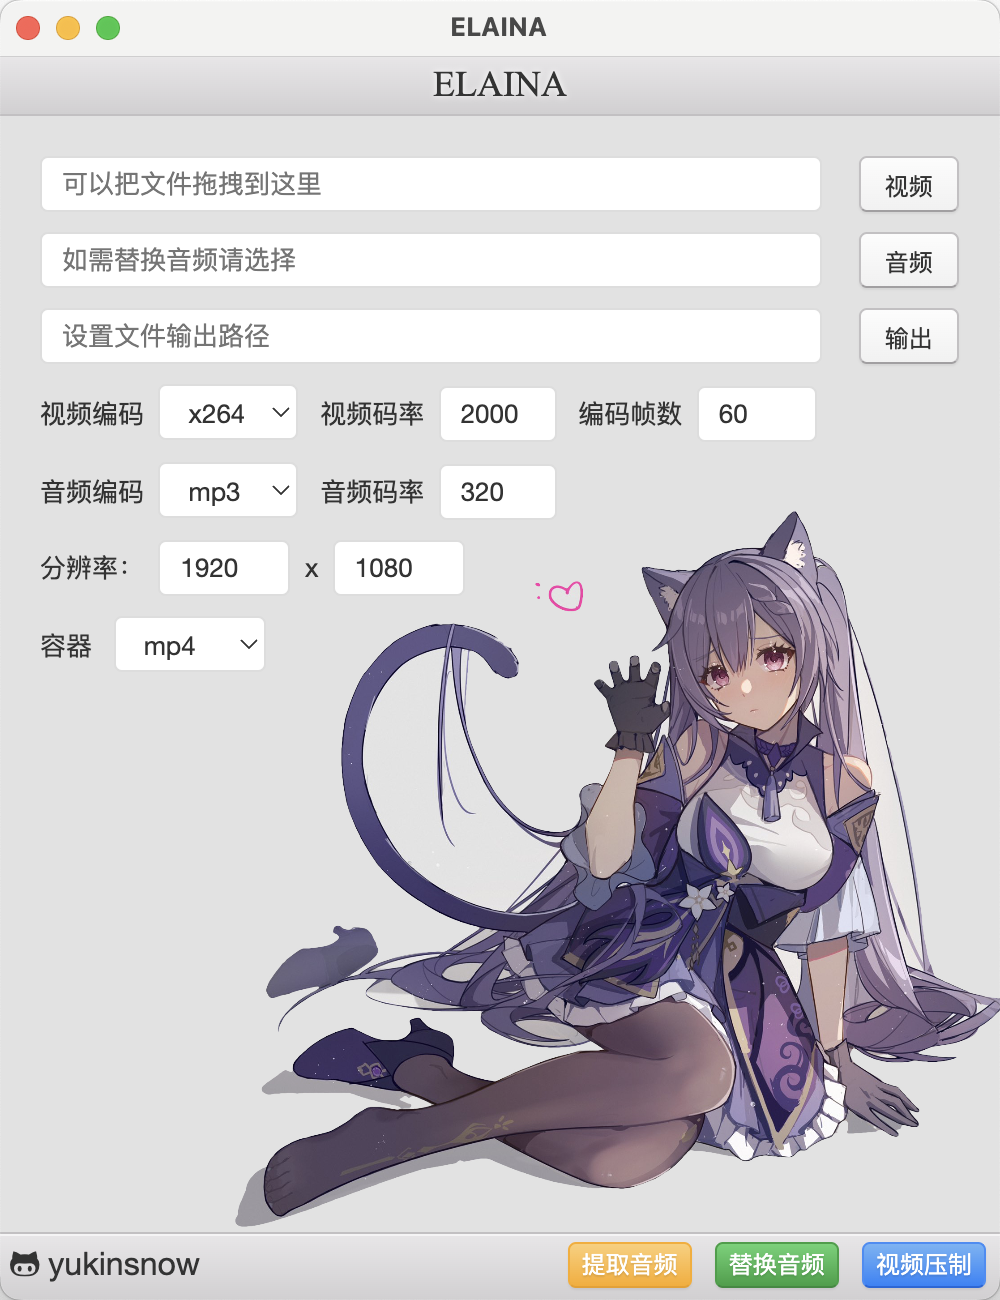 ELAINA
ELAINA
可以把文件拖拽到这里 视频
如需替换音频请选择 音频
设置文件输出路径 输出
视频编码 x264 视频码率 2000 编码帧数 60
音频编码 mp3 音频码率 320
分辨率： 1920 x 1080
容器 mp4
yukinsnow 提取音频 替换音频 视频压制